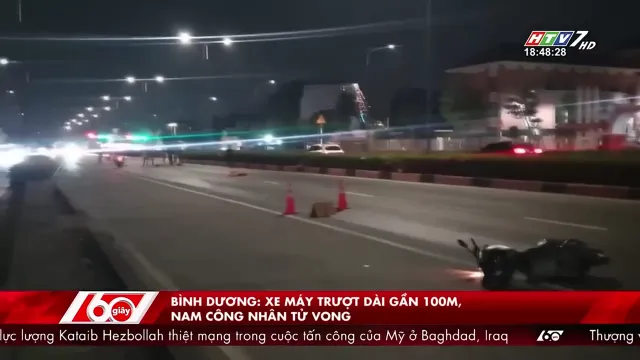 HTV7 HD
18:48:28
60 giây
BÌNH DƯƠNG: XE MÁY TRƯỢT DÀI GẦN 100M,
NAM CÔNG NHÂN TỬ VONG
lực lượng Kataib Hezbollah thiệt mạng trong cuộc tấn công của Mỹ ở Baghdad, Iraq 60 Thượng